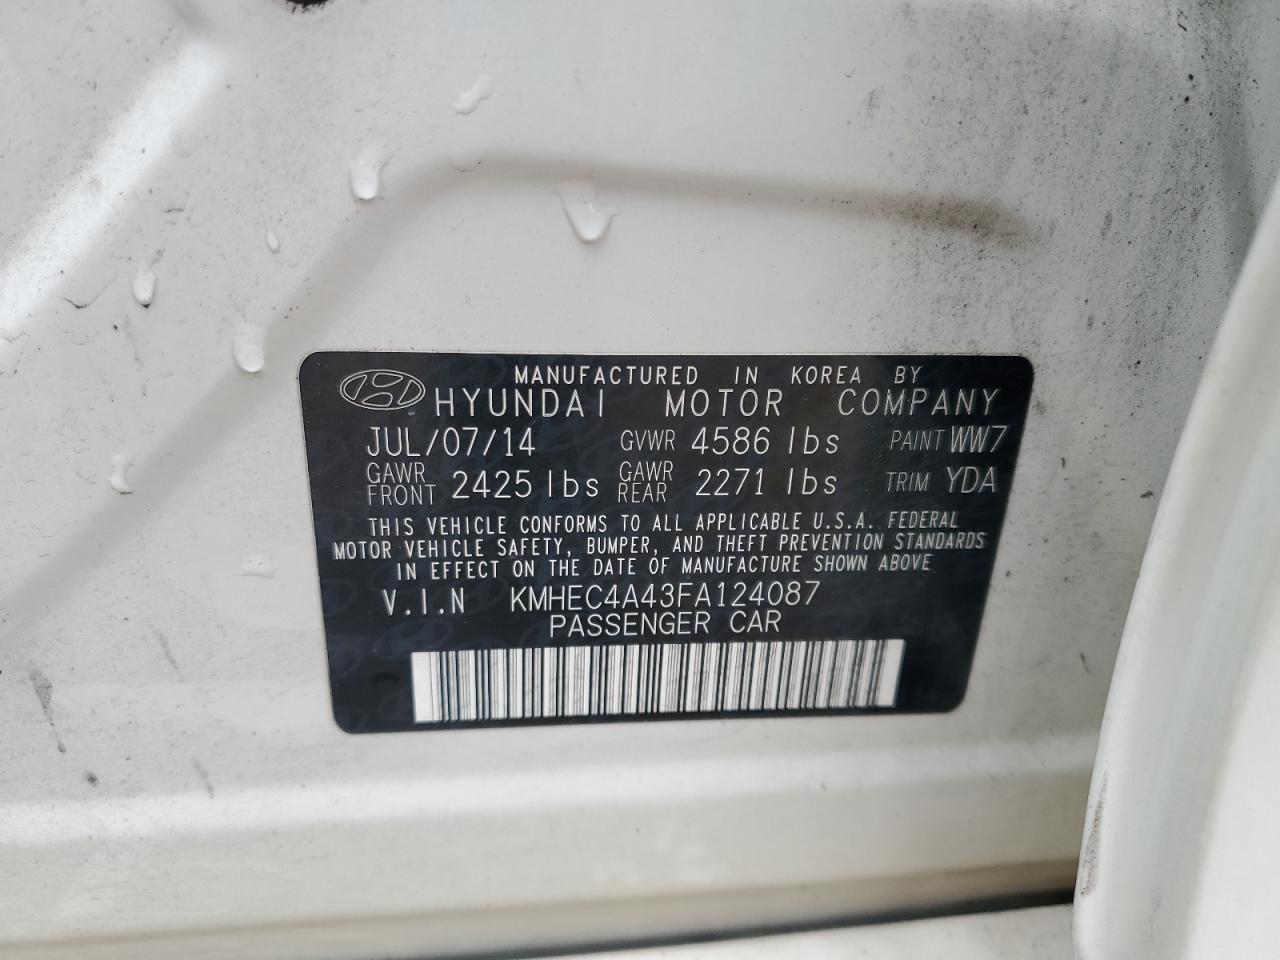 MANUFACTURED IN KOREA BY
HYUNDAI MOTOR COMPANY
JUL/07/14 GVWR 4586 lbs PAINT WW7
GAWR FRONT 2425 lbs GAWR REAR 2271 lbs TRIM YDA
THIS VEHICLE CONFORMS TO ALL APPLICABLE U.S.A. FEDERAL
MOTOR VEHICLE SAFETY, BUMPER, AND THEFT PREVENTION STANDARDS
IN EFFECT ON THE DATE OF MANUFACTURE SHOWN ABOVE
V.I.N KMHEC4A43FA124087
PASSENGER CAR